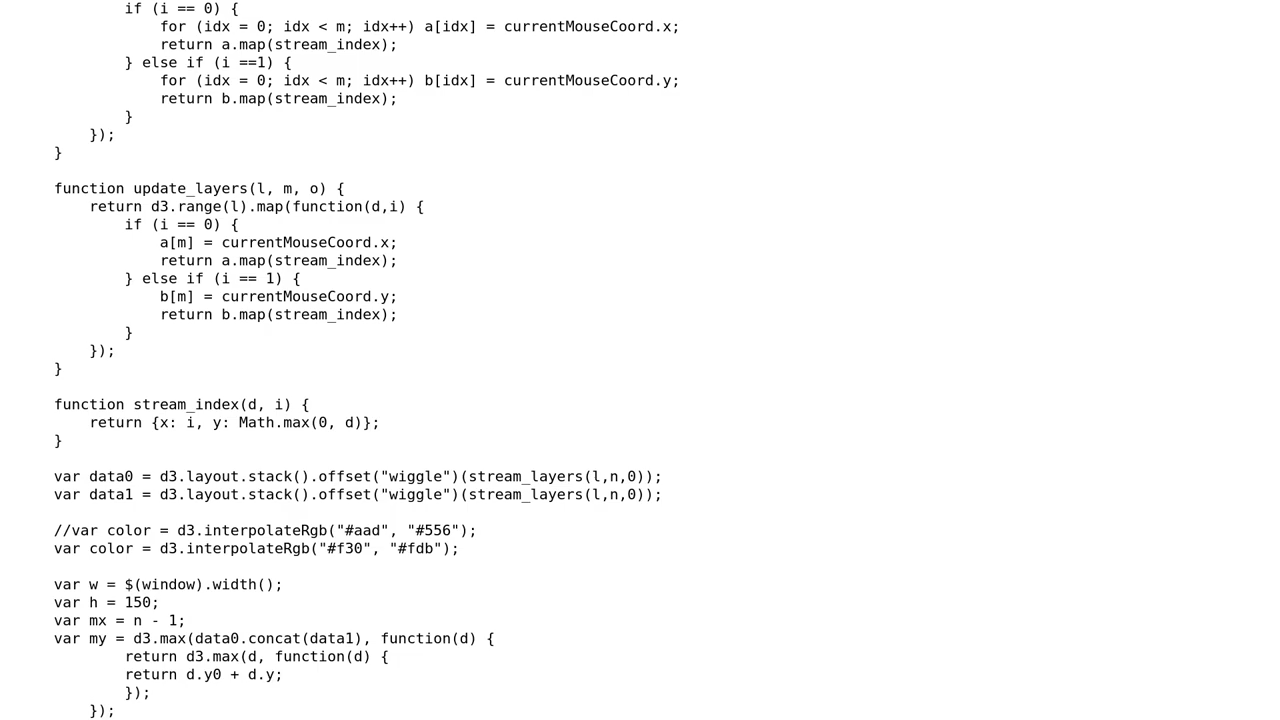 if (i == 0) {
for (idx = 0; idx < m; idx++) a[idx] = currentMouseCoord.x;
return a.map(stream_index);
} else if (i ==1) {
for (idx = 0; idx < m; idx++) b[idx] = currentMouseCoord.y;
return b.map(stream_index);
}
});
}
function update_layers(l, m, o) {
return d3.range(l).map(function(d,i) {
if (i == 0) {
a[m] = currentMouseCoord.x;
return a.map(stream_index);
} else if (i == 1) {
b[m] = currentMouseCoord.y;
return b.map(stream_index);
}
});
}
function stream_index(d, i) {
return {x: i, y: Math.max(0, d)};
}
var data0 = d3.layout.stack().offset("wiggle")(stream_layers(l,n,0));
var data1 = d3.layout.stack().offset("wiggle")(stream_layers(l,n,0));
//var color = d3.interpolateRgb("#aad", "#556");
var color = d3.interpolateRgb("#f30", "#fdb");
var w = $(window).width();
var h = 150;
var mx = n - 1;
var my = d3.max(data0.concat(data1), function(d) {
return d3.max(d, function(d) {
return d.y0 + d.y;
});
});